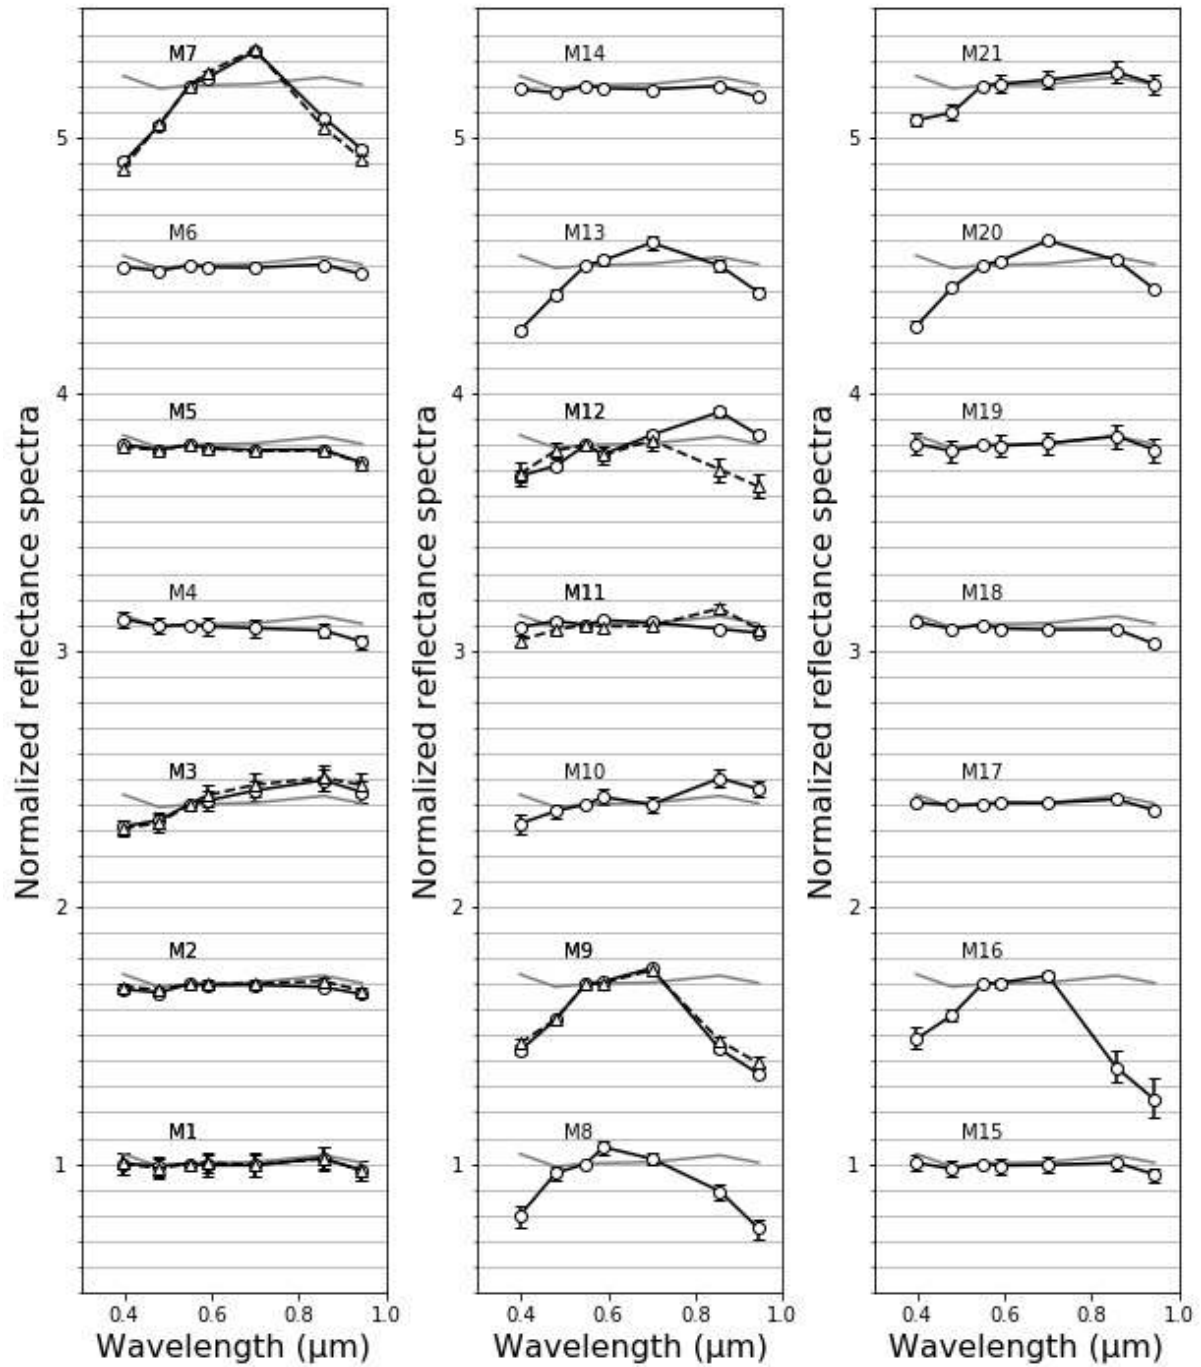 Normalized reflectance spectra
5
4
3
2
1
M7
M6
M5
M4
M3
M2
M1
0.4 0.6 0.8 1.0
Wavelength (μm)
Normalized reflectance spectra
5
4
3
2
1
M14
M13
M12
M11
M10
M9
M8
0.4 0.6 0.8 1.0
Wavelength (μm)
Normalized reflectance spectra
5
4
3
2
1
M21
M20
M19
M18
M17
M16
M15
0.4 0.6 0.8 1.0
Wavelength (μm)